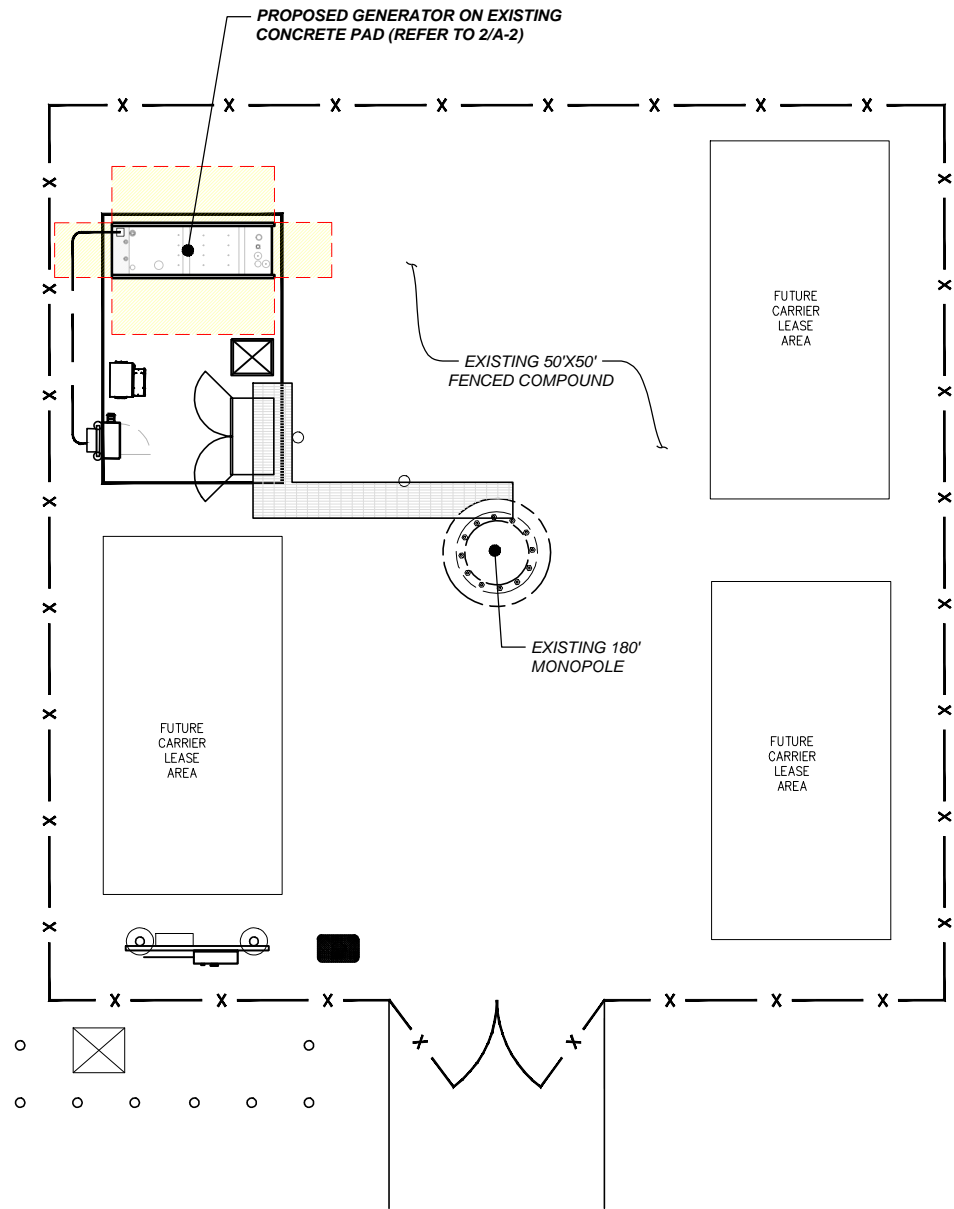 PROPOSED GENERATOR ON EXISTING
CONCRETE PAD (REFER TO 2/A-2)
FUTURE
CARRIER
LEASE
AREA
EXISTING 50'X50'
FENCED COMPOUND
EXISTING 180'
MONOPOLE
FUTURE
CARRIER
LEASE
AREA
FUTURE
CARRIER
LEASE
AREA